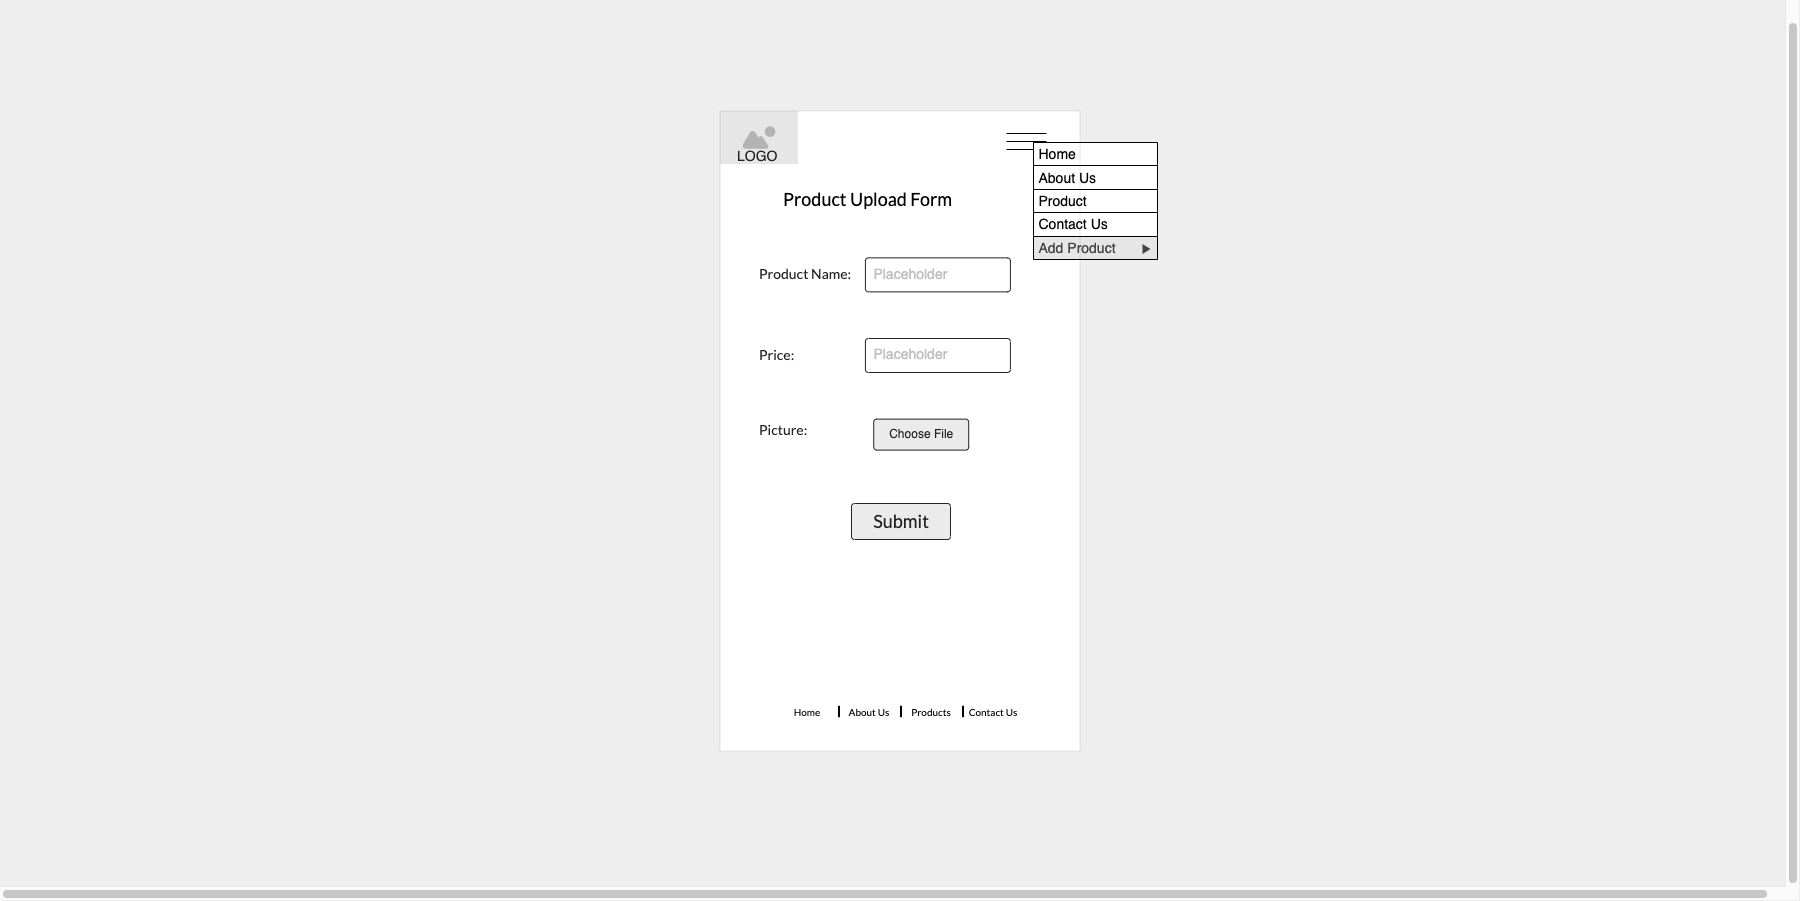 LOGO
Home
About Us
Product
Contact Us
Add Product
Product Upload Form
Product Name:
Placeholder
Price:
Placeholder
Picture:
Choose File
Submit
Home
About Us
Products
Contact Us